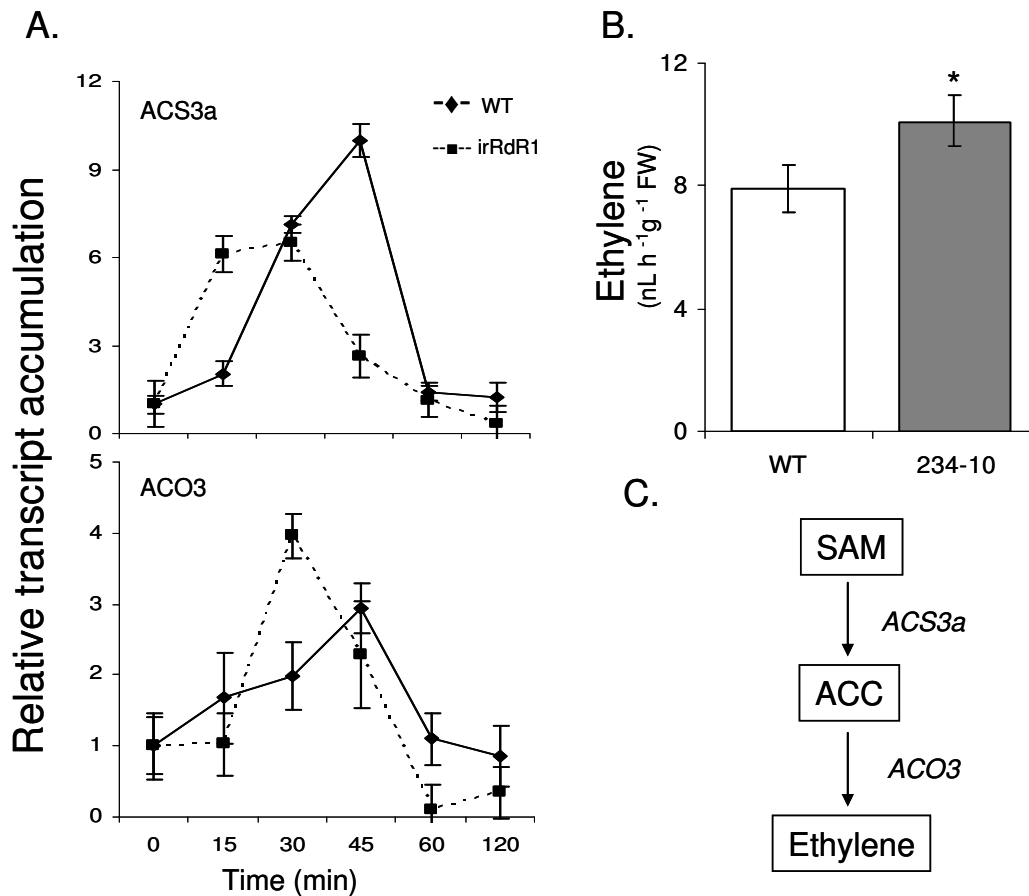 A.
Relative transcript accumulation
12
9
6
3
0
ACS3a
WT
irRdR1
5
4
3
2
1
0
ACO3
0 15 30 45 60 120
Time (min)
B.
Ethylene
(nL h -1g -1 FW)
12
8
4
0
*
WT 234-10
C.
SAM
ACS3a
ACC
ACO3
Ethylene